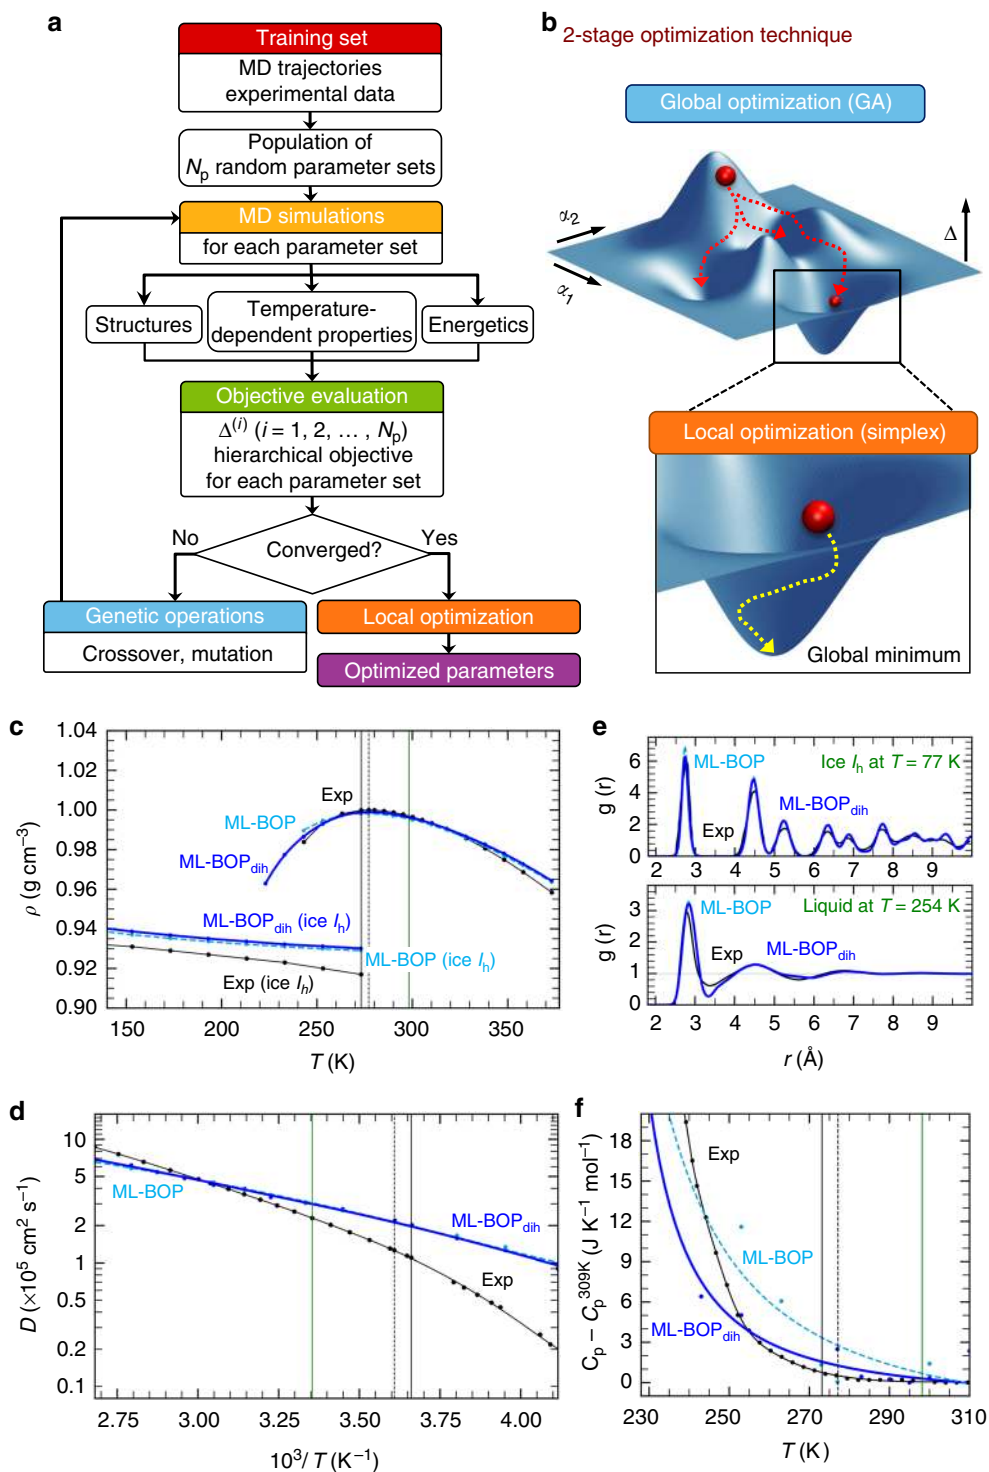 a
Training set
MD trajectories
experimental data
Population of
Np random parameter sets
MD simulations
for each parameter set
Structures
Temperature-
dependent properties
Energetics
Objective evaluation
Δ(i) (i = 1, 2, … , Np)
hierarchical objective
for each parameter set
No
Converged?
Yes
Genetic operations
Crossover, mutation
Local optimization
Optimized parameters
b
2-stage optimization technique
Global optimization (GA)
α2
α1
Δ
Local optimization (simplex)
Global minimum
c
1.04
1.02
1.00
0.98
0.96
0.94
0.92
0.90
ρ (g cm−3)
Exp
ML-BOP
ML-BOPdih
ML-BOPdih (ice Ih)
ML-BOP (ice Ih)
Exp (ice Ih)
150 200 250 300 350
T (K)
e
6
4
2
0
g (r)
ML-BOP
Ice Ih at T = 77 K
ML-BOPdih
Exp
2 3 4 5 6 7 8 9
3
2
1
0
g (r)
ML-BOP
Liquid at T = 254 K
Exp
ML-BOPdih
2 3 4 5 6 7 8 9
r (Å)
d
10
5
2
1
0.5
0.2
0.1
D (×10⁵ cm² s−1)
ML-BOP
ML-BOPdih
Exp
2.75 3.00 3.25 3.50 3.75 4.00
10³/ T (K−1)
f
18
15
12
9
6
3
0
Cp – Cp309K (J K−1 mol−1)
Exp
ML-BOP
ML-BOPdih
230 250 270 290 310
T (K)